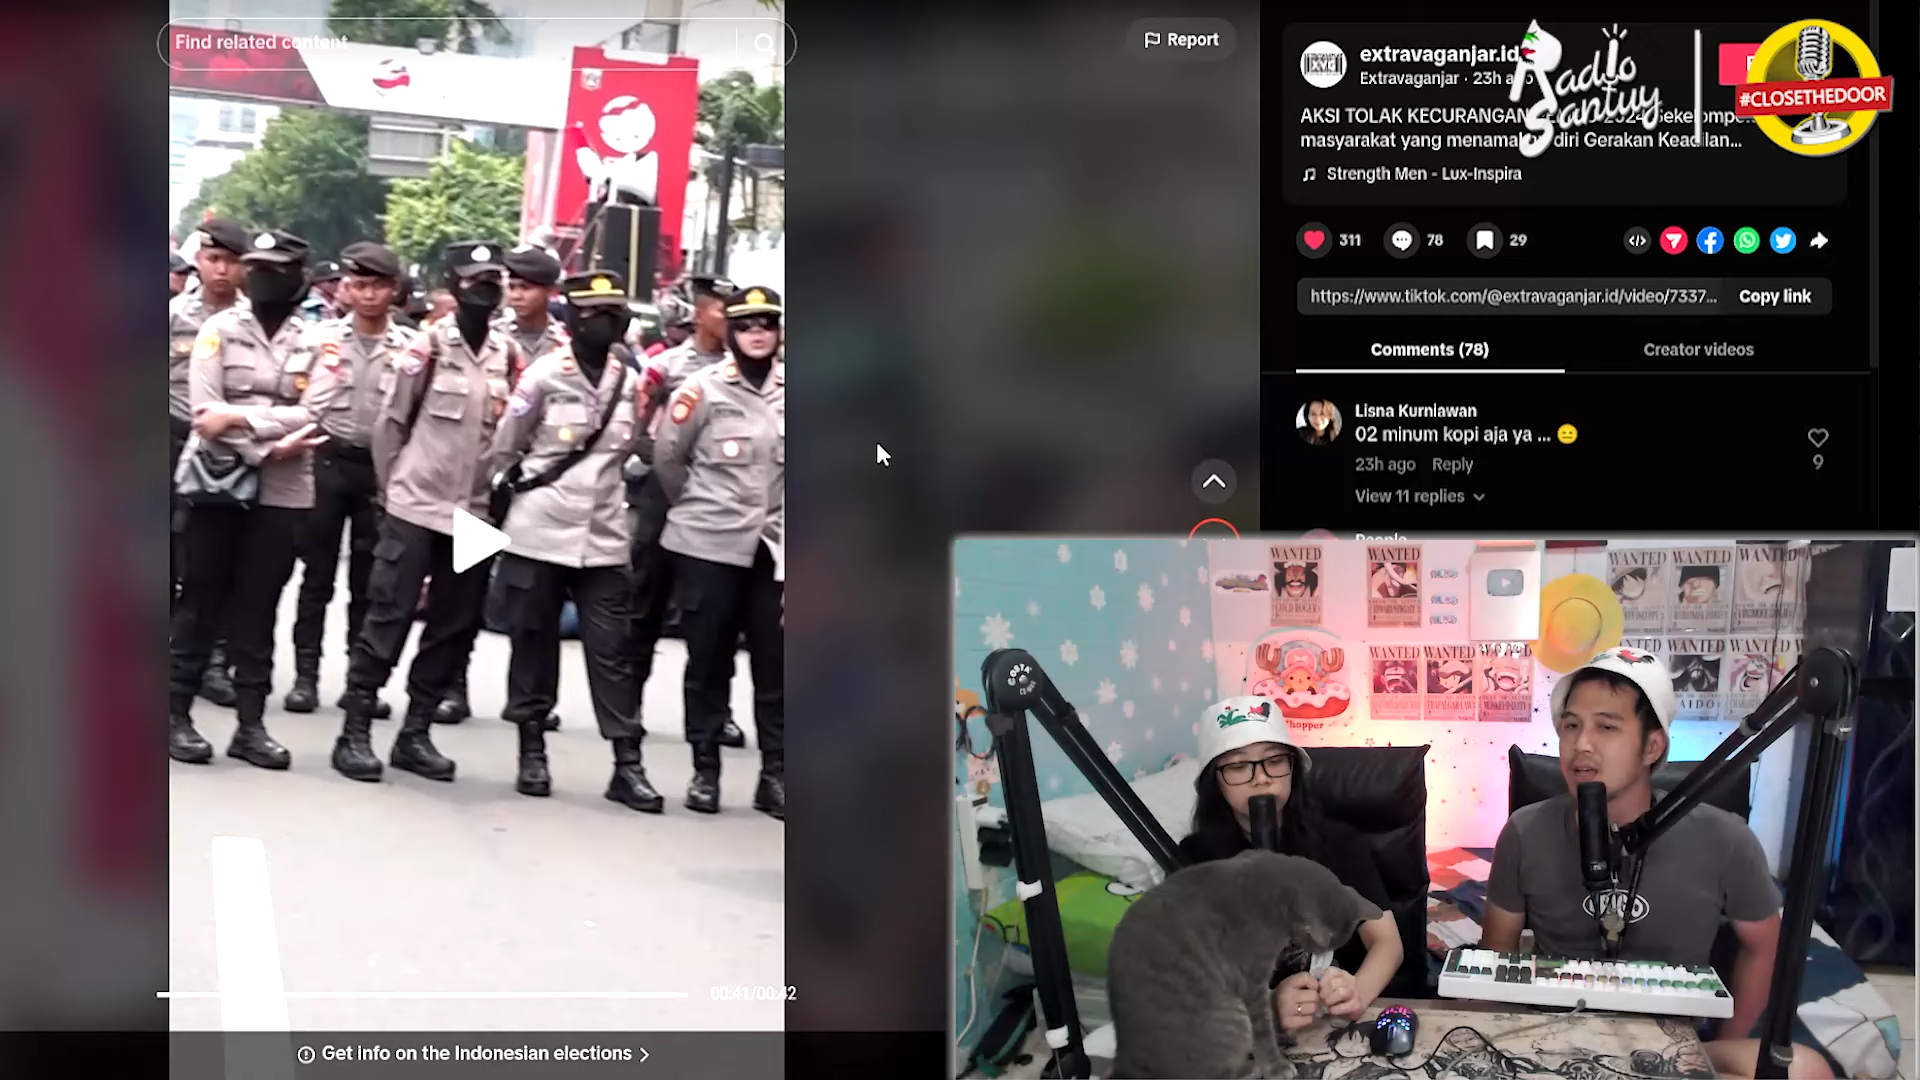 Find related content
Report
extravaganjar.id
Extravaganjar · 23h
AKSI TOLAK KECURANGAN
masyarakat yang menama diri Gerakan Keadilan...
Strength Men - Lux-Inspira
Radio
Santuy
#CLOSETHEDOOR
311
78
29
https://www.tiktok.com/@extravaganjar.id/video/7337...
Copy link
Comments (78)
Creator videos
Lisna Kurniawan
02 minum kopi aja ya ... 😐
23h ago
Reply
9
View 11 replies
People
00:41/00:42
Get info on the Indonesian elections
WANTED
WANTED
WANTED
WANTED
WANTED
GOLD ROGER
WANTED
WANTED
WANTED
Chopper